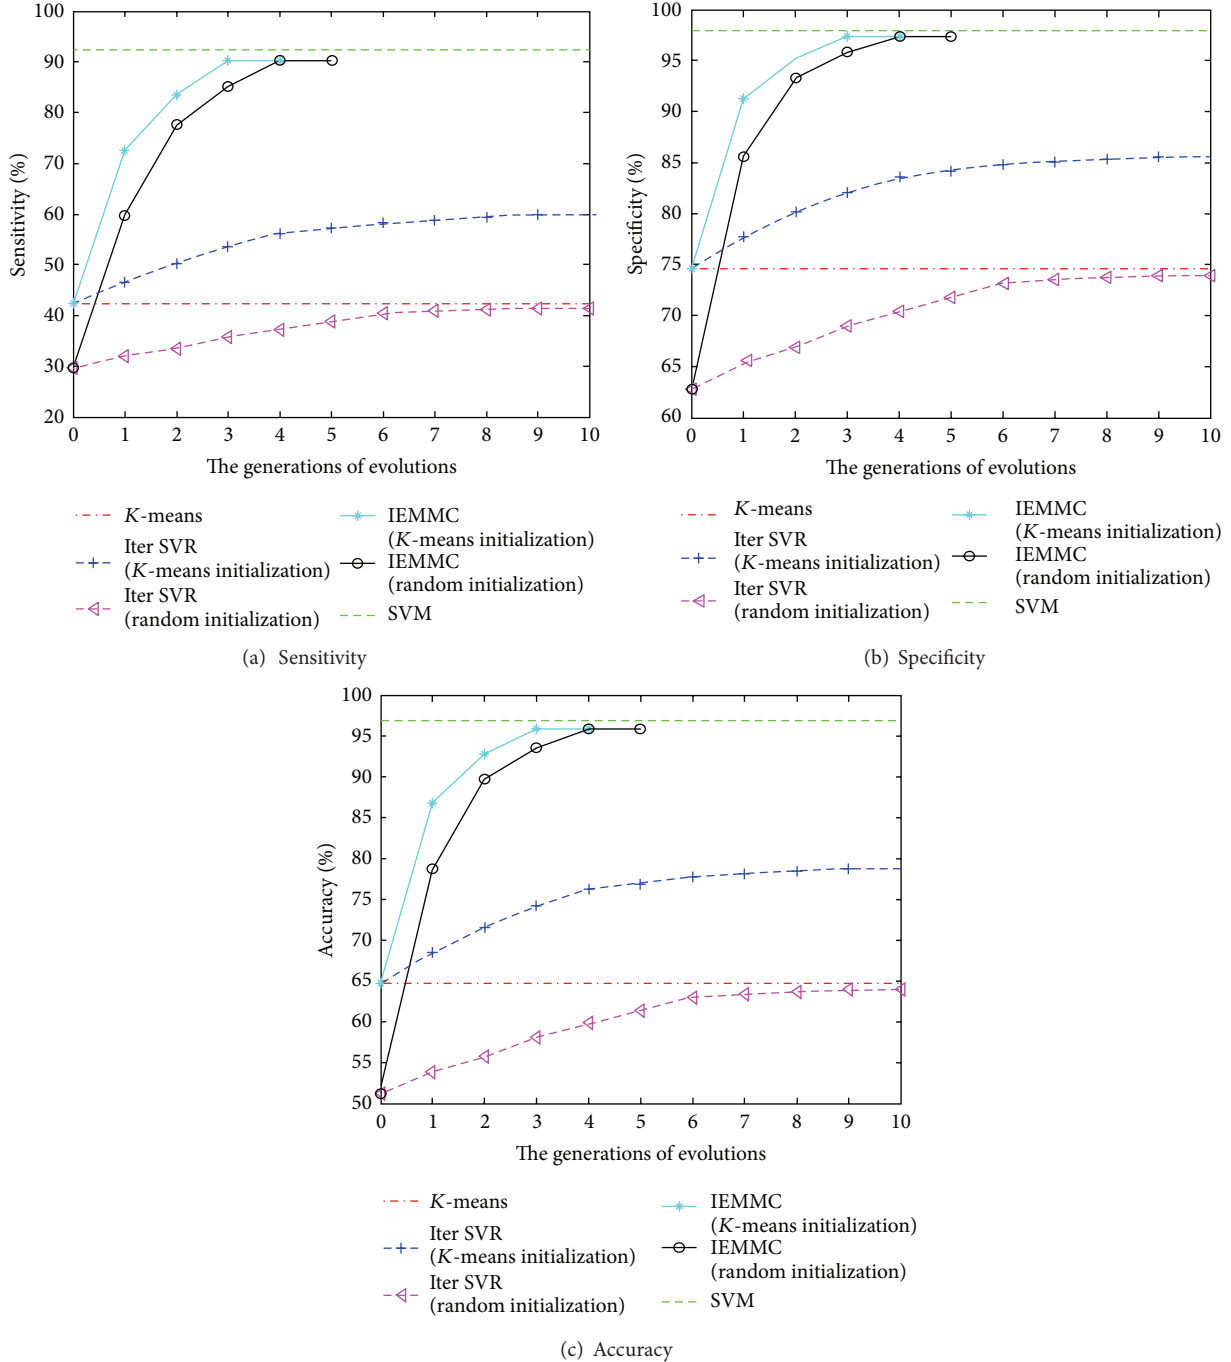 100
90
80
70
60
50
40
30
20
Sensitivity (%)
0 1 2 3 4 5 6 7 8 9 10
The generations of evolutions
K-means
Iter SVR
(K-means initialization)
Iter SVR
(random initialization)
IEMMC
(K-means initialization)
IEMMC
(random initialization)
SVM
(a) Sensitivity
100
95
90
85
80
75
70
65
60
Specificity (%)
0 1 2 3 4 5 6 7 8 9 10
The generations of evolutions
K-means
Iter SVR
(K-means initialization)
Iter SVR
(random initialization)
IEMMC
(K-means initialization)
IEMMC
(random initialization)
SVM
(b) Specificity
100
95
90
85
80
75
70
65
60
55
50
Accuracy (%)
0 1 2 3 4 5 6 7 8 9 10
The generations of evolutions
K-means
Iter SVR
(K-means initialization)
Iter SVR
(random initialization)
IEMMC
(K-means initialization)
IEMMC
(random initialization)
SVM
(c) Accuracy